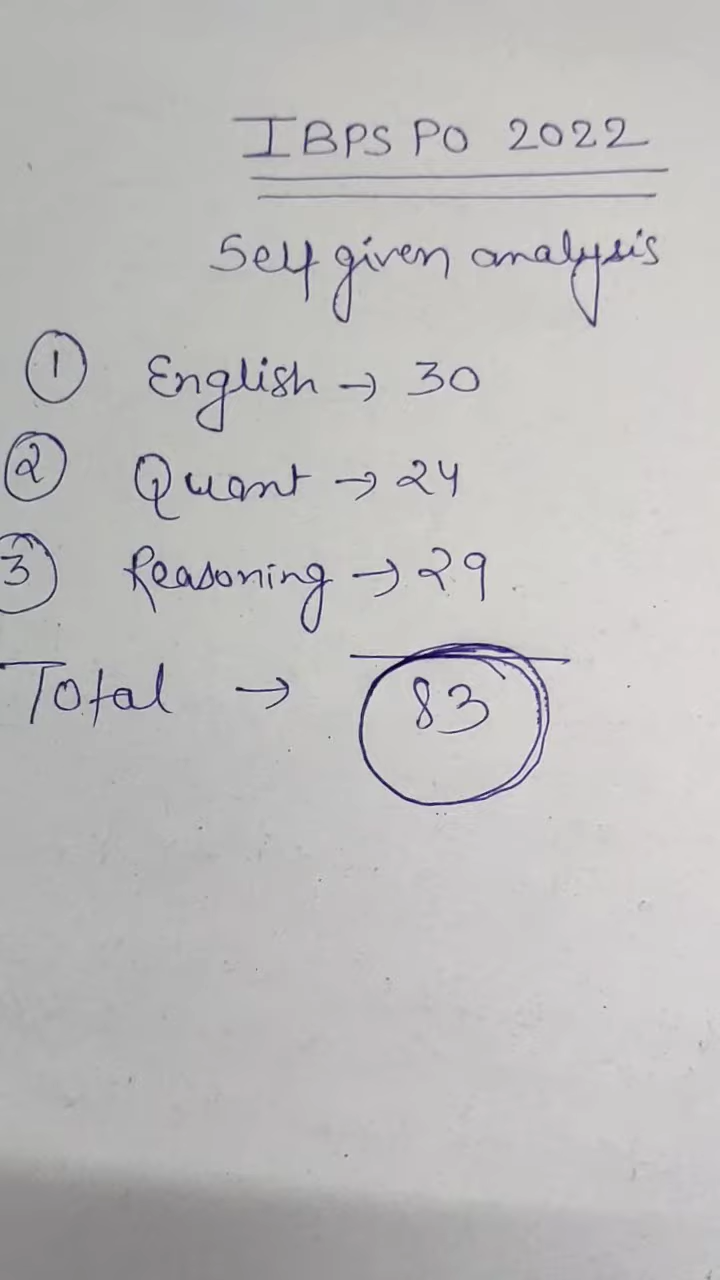 IBPS PO 2022
Self given analysis
① English → 30
② Quant → 24
③ Reasoning → 29
Total → 83